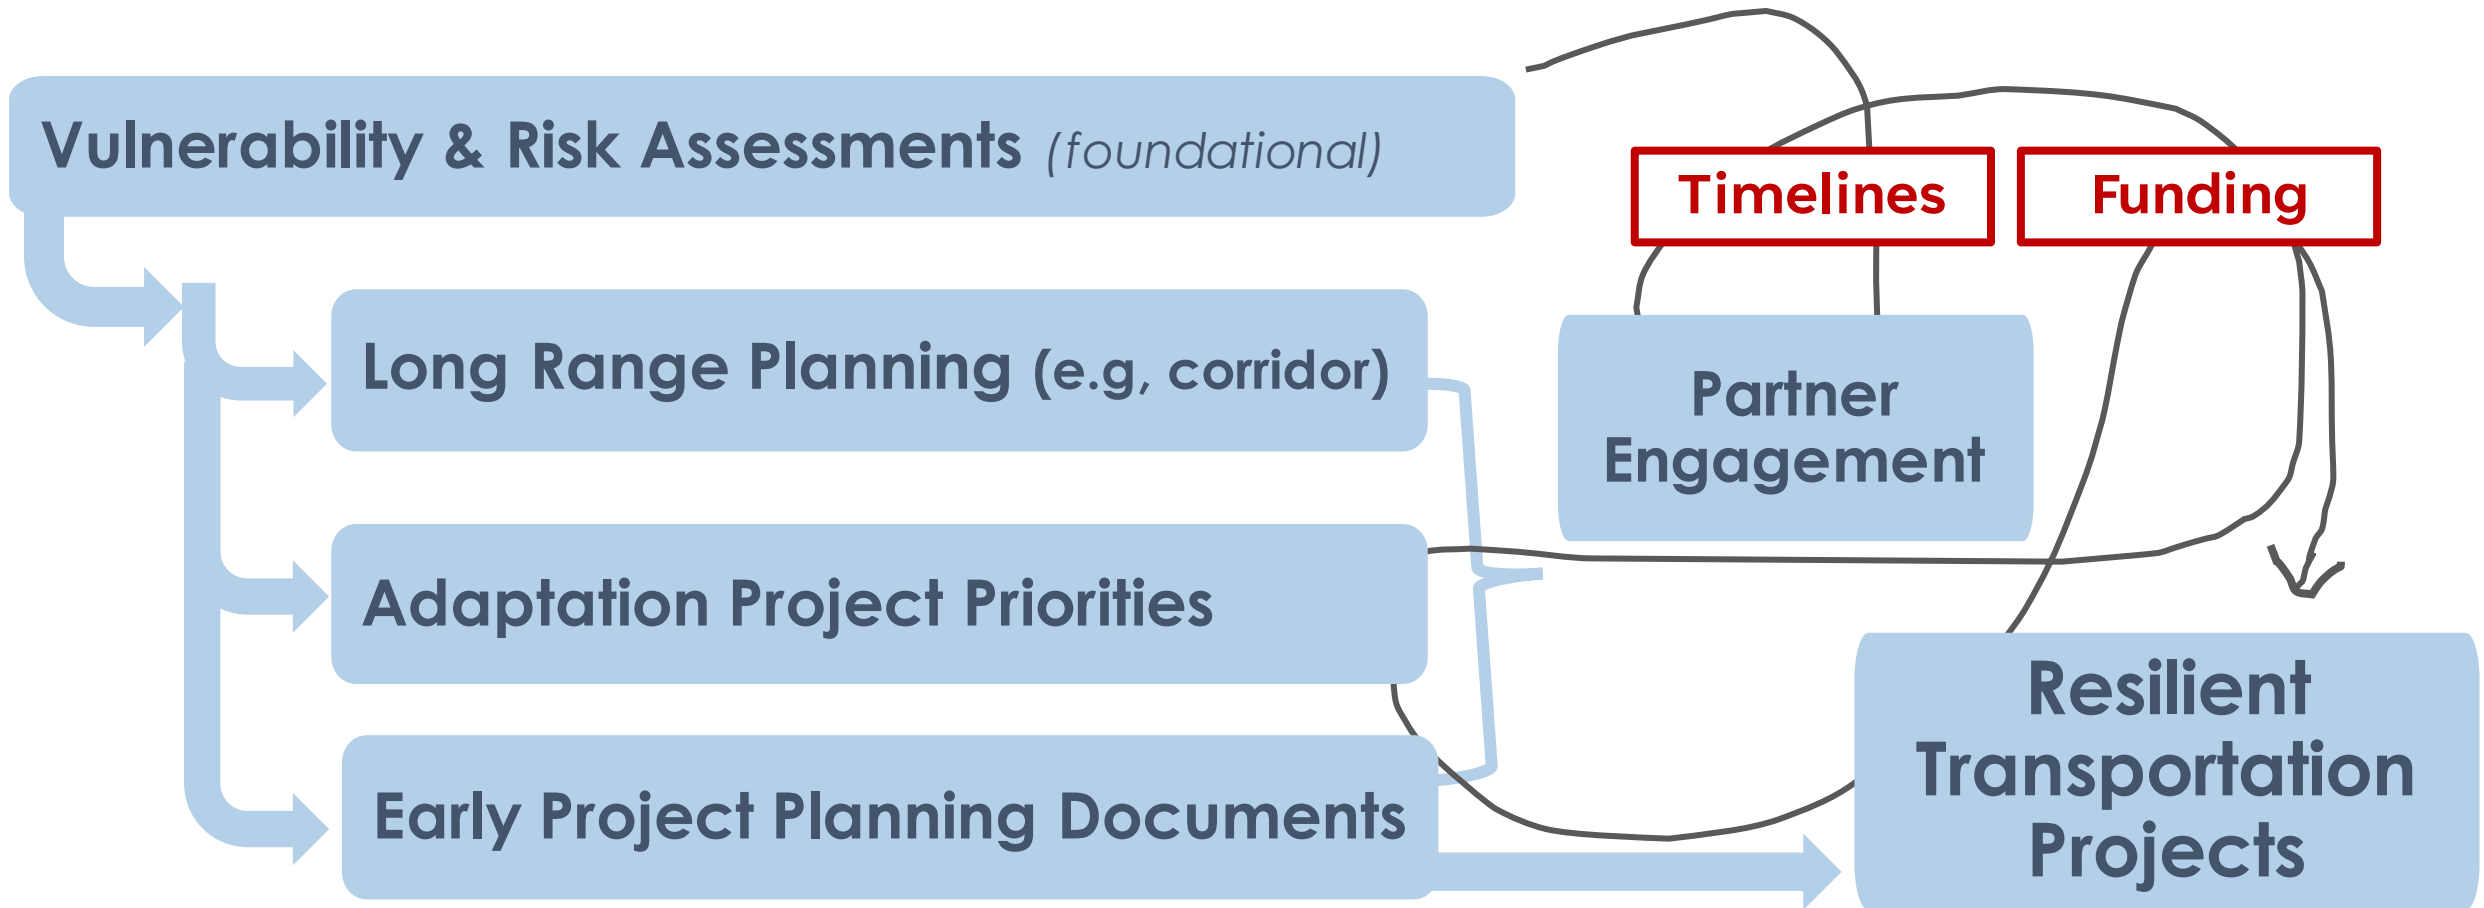 Vulnerability & Risk Assessments (foundational)
Timelines
Funding
Long Range Planning (e.g, corridor)
Partner
Engagement
Adaptation Project Priorities
Resilient
Transportation
Projects
Early Project Planning Documents